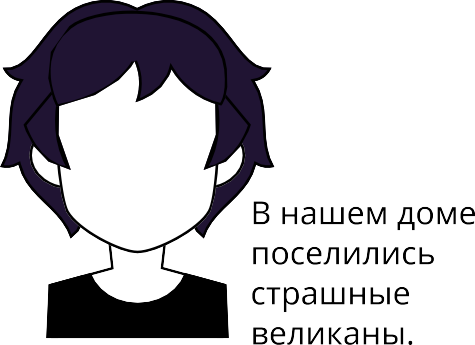 В нашем доме
поселились
страшные
великаны.